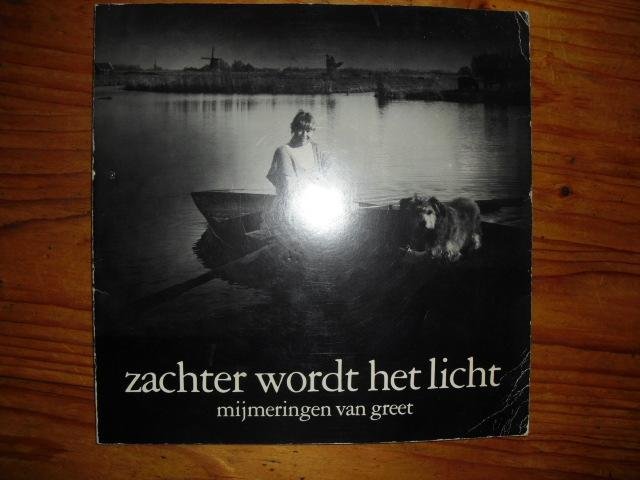 zachter wordt het licht
mijmeringen van greet